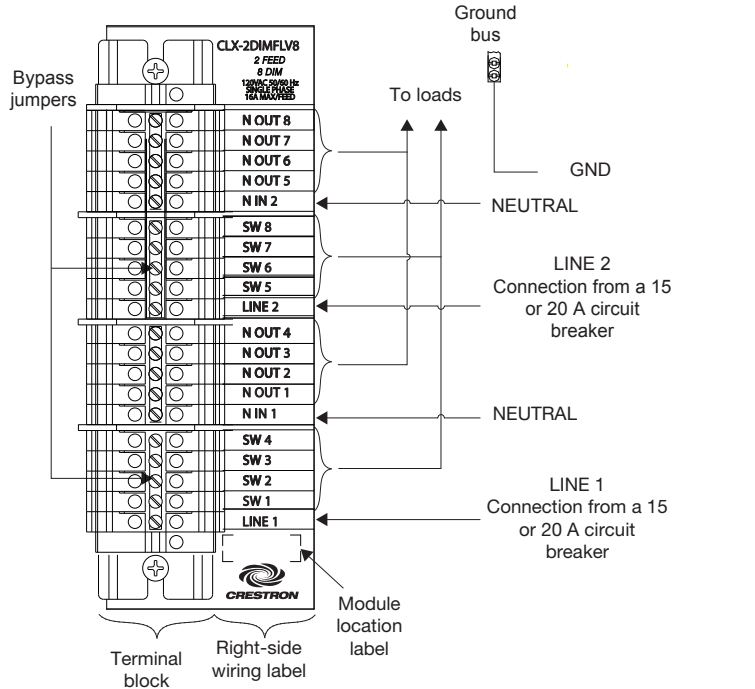 Ground
bus
CLX-2DIMFLV8
2 FEED
8 DIM
120VAC 50/60 Hz
SINGLE PHASE
16A MAX/FEED
Bypass
jumpers
To loads
GND
N OUT 8
N OUT 7
N OUT 6
N OUT 5
N IN 2
NEUTRAL
SW 8
SW 7
SW 6
SW 5
LINE 2
LINE 2
Connection from a 15
or 20 A circuit
breaker
N OUT 4
N OUT 3
N OUT 2
N OUT 1
N IN 1
NEUTRAL
SW 4
SW 3
SW 2
SW 1
LINE 1
LINE 1
Connection from a 15
or 20 A circuit
breaker
CRESTRON
Module
location
label
Terminal
block
Right-side
wiring label